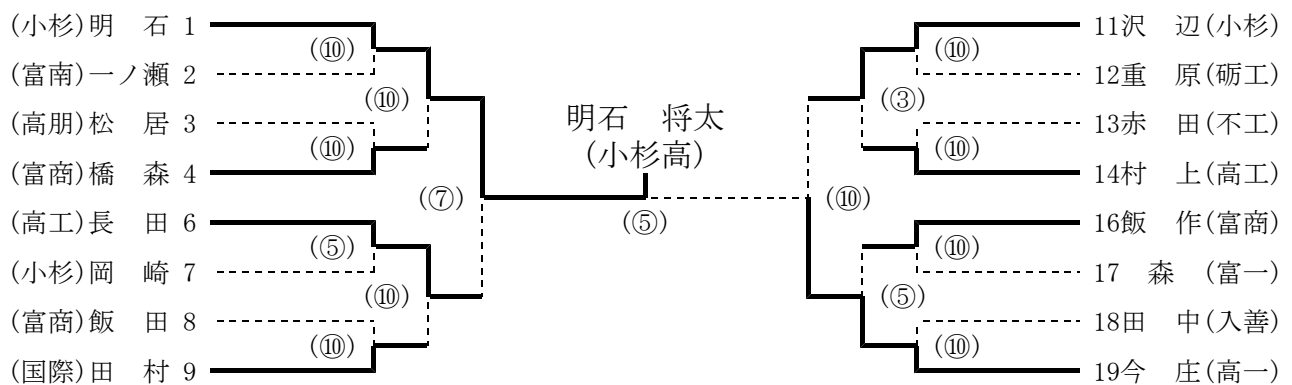 (小杉)明　石 1
11沢　辺(小杉)
(⑩)
(⑩)
(富南)一ノ瀬 2
12重　原(砺工)
(⑩)
(③)
(高朋)松　居 3
明石　将太
13赤　田(不工)
(⑩)
(小杉高)
(⑩)
(富商)橋　森 4
14村　上(高工)
(⑦)
(⑤)
(⑩)
(高工)長　田 6
16飯　作(富商)
(⑤)
(⑩)
(小杉)岡　崎 7
17　森　(富一)
(⑩)
(⑤)
(富商)飯　田 8
18田　中(入善)
(⑩)
(⑩)
(国際)田　村 9
19今　庄(高一)